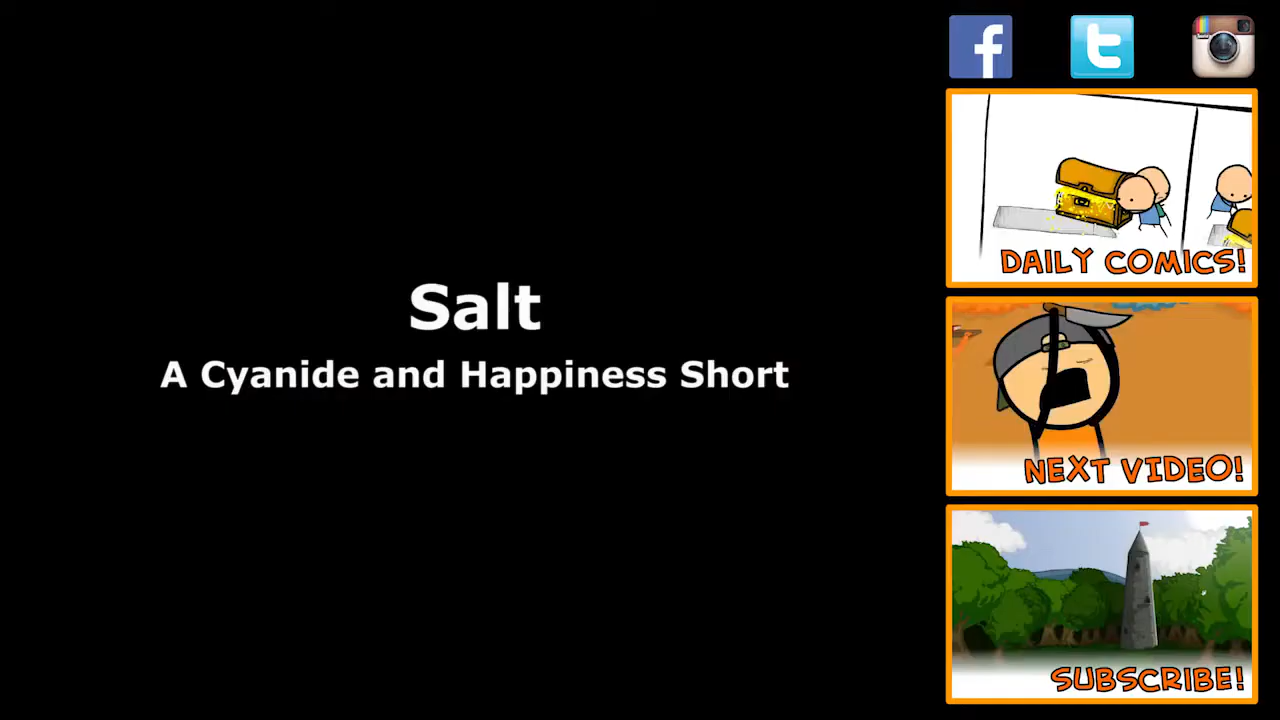 Salt
A Cyanide and Happiness Short
DAILY COMICS!
NEXT VIDEO!
SUBSCRIBE!